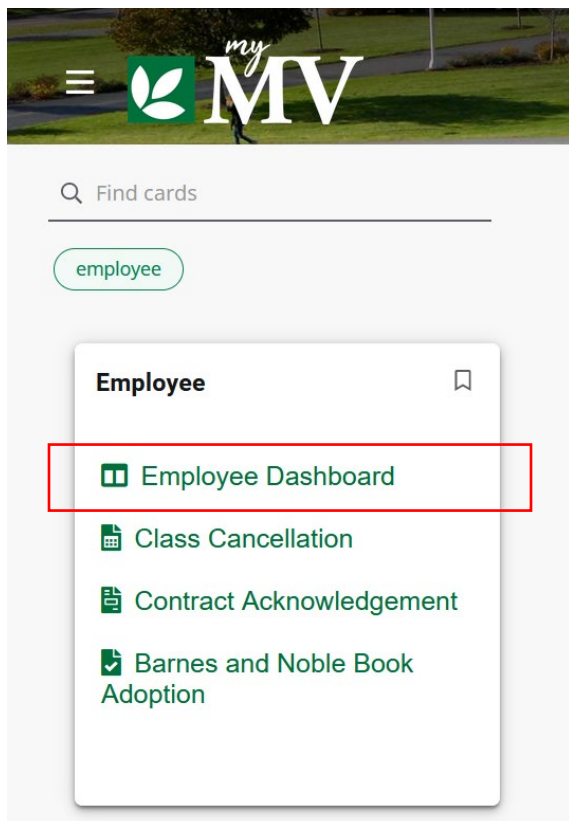 my
MV
Find cards
employee
Employee
Employee Dashboard
Class Cancellation
Contract Acknowledgement
Barnes and Noble Book
Adoption